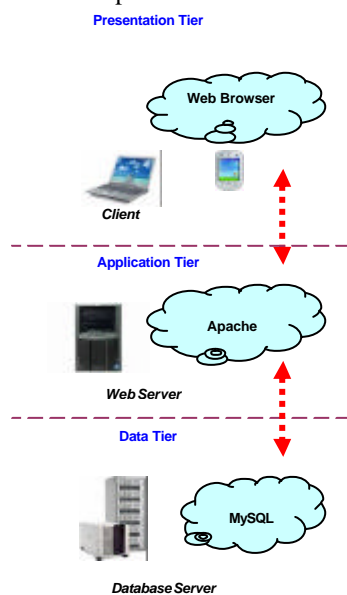 Presentation Tier
Web Browser
Client
Application Tier
Apache
Web Server
Data Tier
MySQL
Database Server